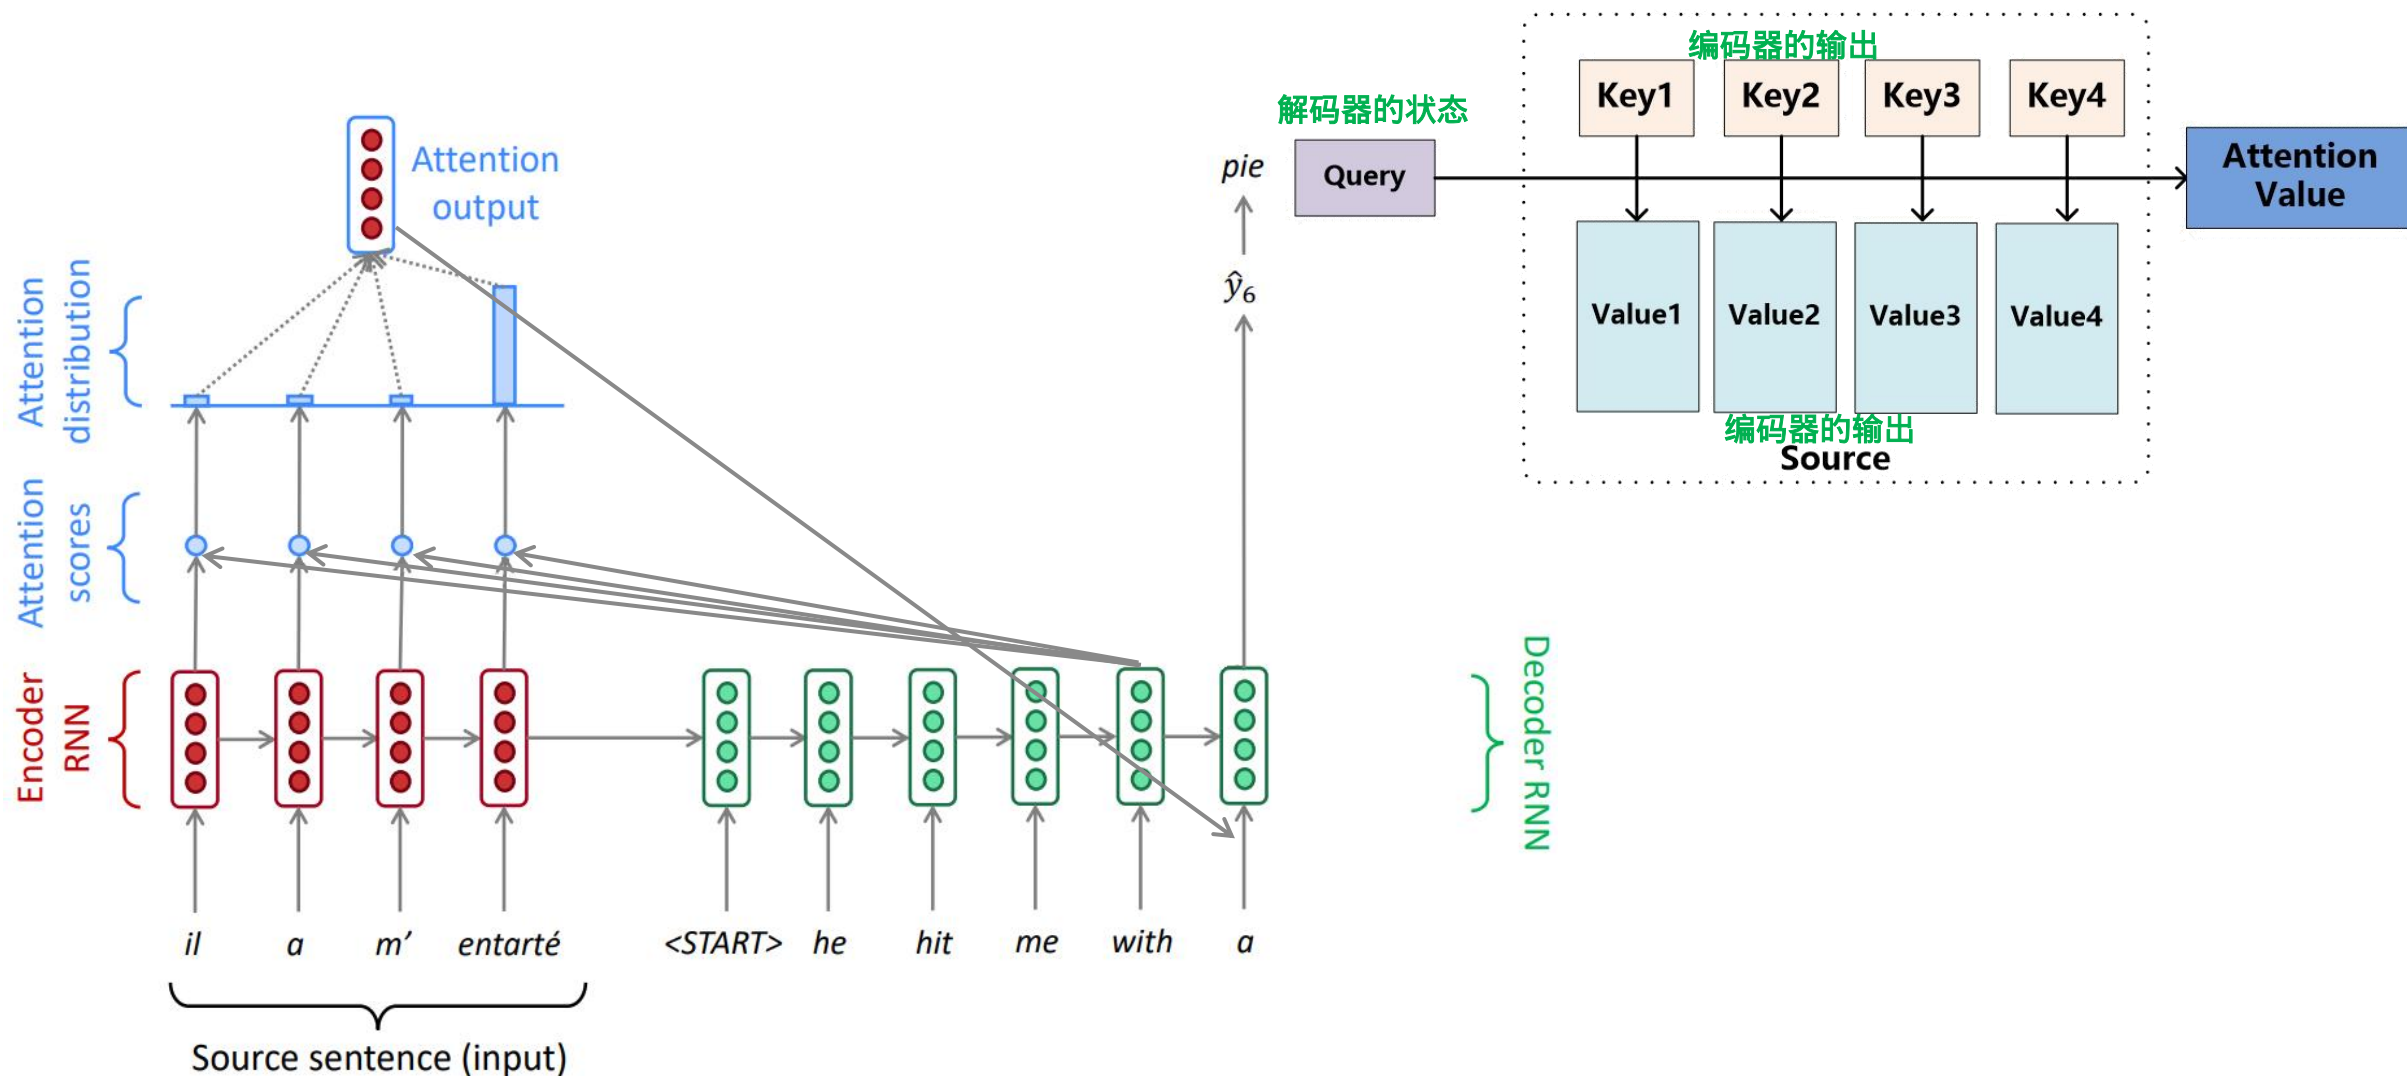 编码器的输出
Key1 Key2 Key3 Key4
解码器的状态
Query
Attention
Value
Value1 Value2 Value3 Value4
编码器的输出
Source
Attention
output
pie
ŷ₆
Attention
distribution
Attention
scores
Encoder
RNN
Decoder RNN
il a m’ entarté <START> he hit me with a
Source sentence (input)